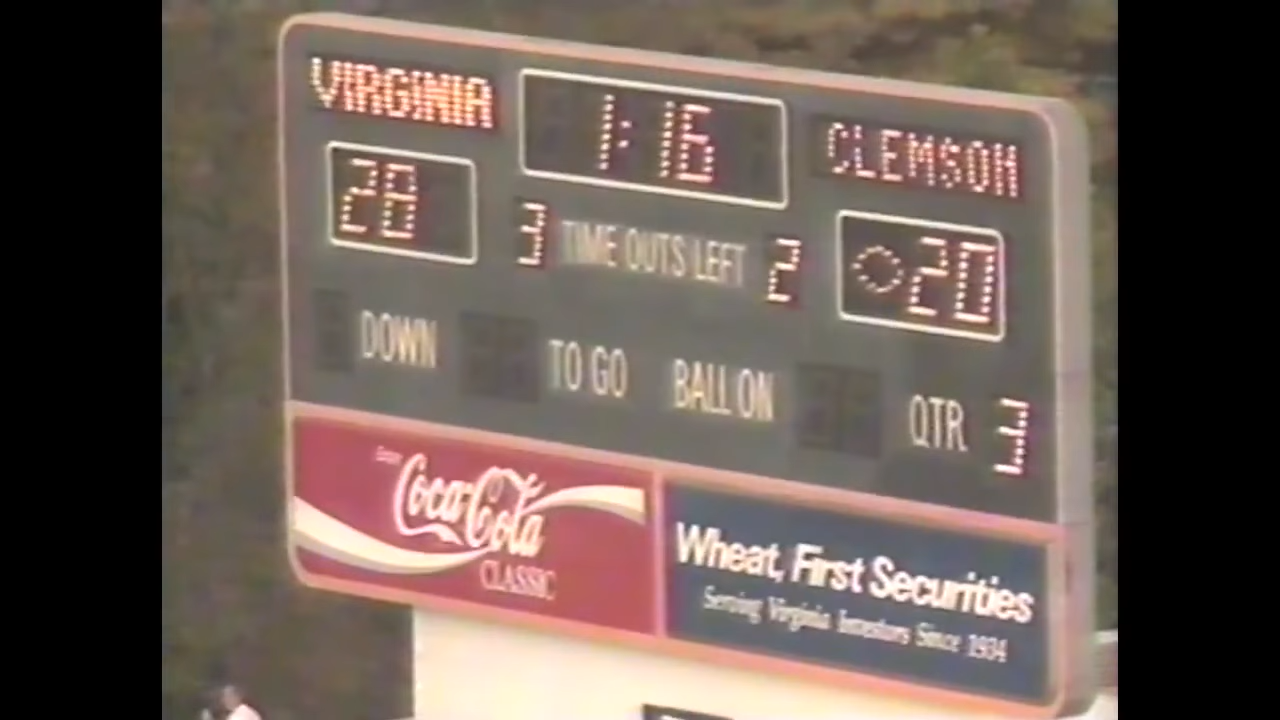 VIRGINIA 1:16 CLEMSON
28 3 TIME OUTS LEFT 2 20
DOWN TO GO BALL ON QTR 3
Enjoy
Coca-Cola
CLASSIC
Wheat, First Securities
Serving Virginia Investors Since 1934